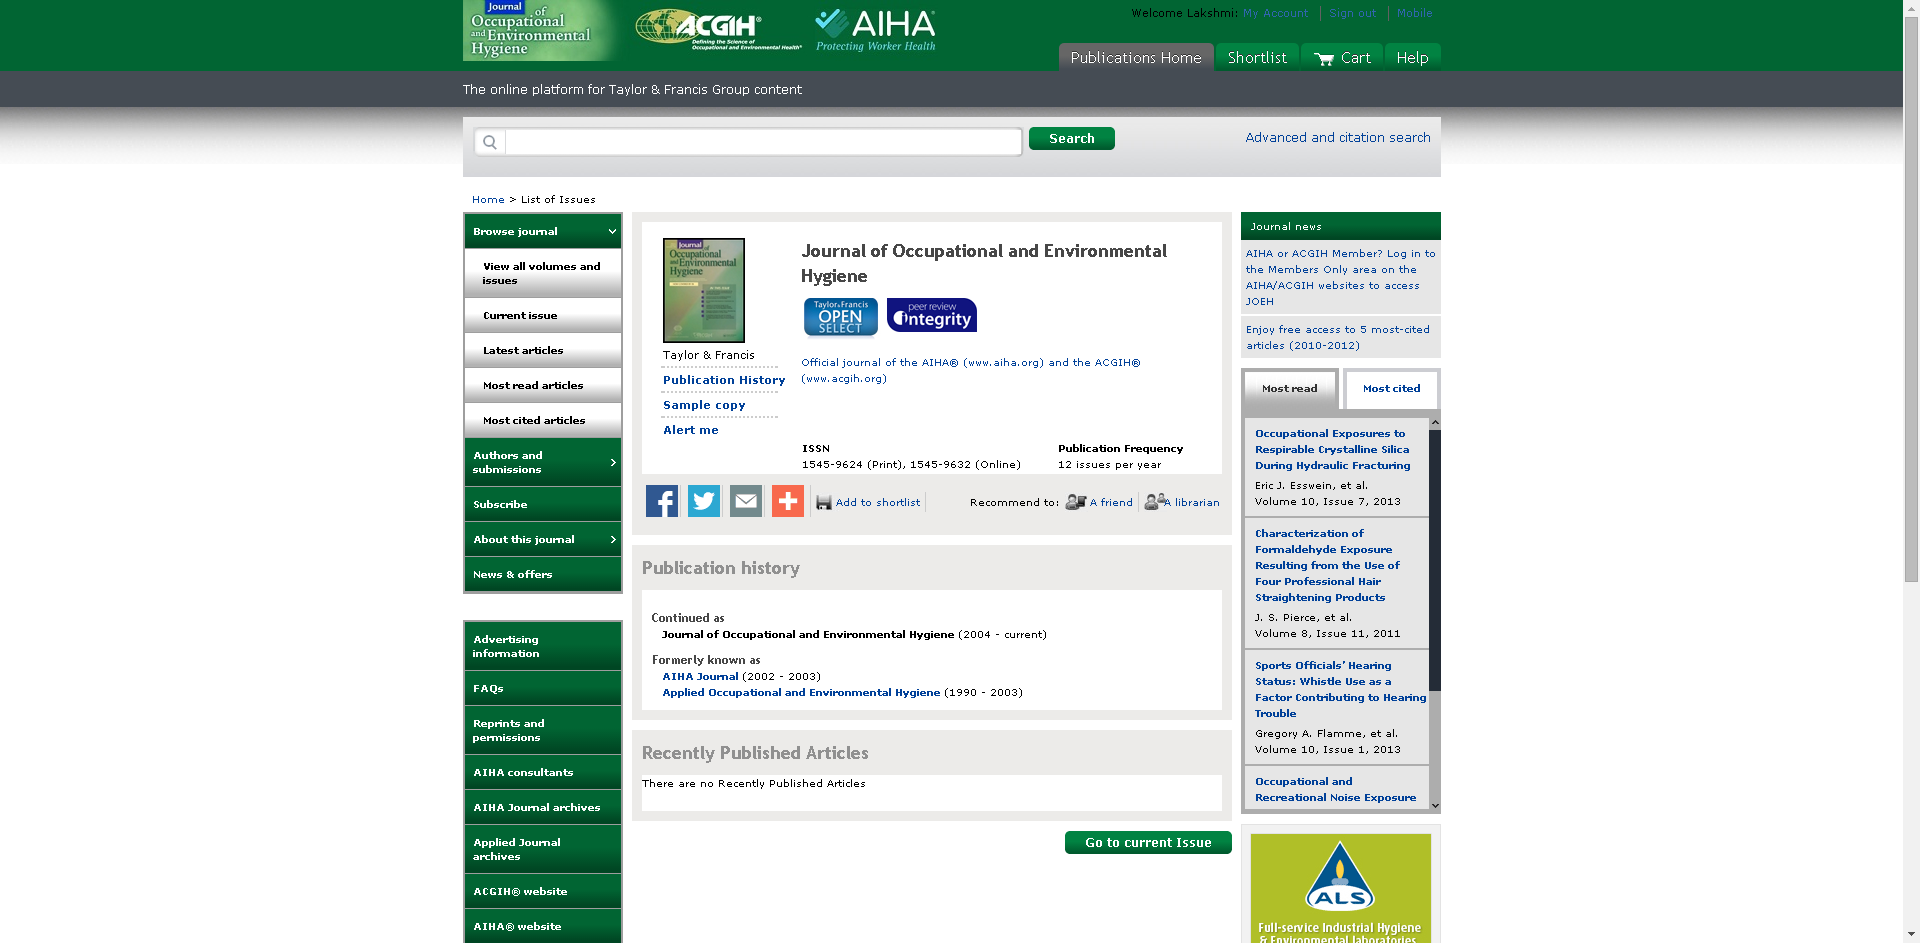 Journal of
Occupational
and Environmental
Hygiene
ACGIH®
Defining the Science of
Occupational and Environmental Health®
AIHA®
Protecting Worker Health
Welcome Lakshmi: My Account
Sign out
Mobile
Publications Home
Shortlist
Cart
Help
The online platform for Taylor & Francis Group content
Search
Advanced and citation search
Home > List of Issues
Browse journal
View all volumes and
issues
Current issue
Latest articles
Most read articles
Most cited articles
Authors and
submissions
Subscribe
About this journal
News & offers
Advertising
information
FAQs
Reprints and
permissions
AIHA consultants
AIHA Journal archives
Applied Journal
archives
ACGIH® website
AIHA® website
Journal of
Occupational
and Environmental
Hygiene
Taylor & Francis
Publication History
Sample copy
Alert me
Journal of Occupational and Environmental
Hygiene
Taylor & Francis
OPEN
SELECT
peer review
integrity
Official journal of the AIHA® (www.aiha.org) and the ACGIH®
(www.acgih.org)
ISSN
1545-9624 (Print), 1545-9632 (Online)
Publication Frequency
12 issues per year
Add to shortlist
Recommend to:
A friend
A librarian
Publication history
Continued as
Journal of Occupational and Environmental Hygiene (2004 - current)
Formerly known as
AIHA Journal (2002 - 2003)
Applied Occupational and Environmental Hygiene (1990 - 2003)
Recently Published Articles
There are no Recently Published Articles
Go to current Issue
Journal news
AIHA or ACGIH Member? Log in to
the Members Only area on the
AIHA/ACGIH websites to access
JOEH
Enjoy free access to 5 most-cited
articles (2010-2012)
Most read
Most cited
Occupational Exposures to
Respirable Crystalline Silica
During Hydraulic Fracturing
Eric J. Esswein, et al.
Volume 10, Issue 7, 2013
Characterization of
Formaldehyde Exposure
Resulting from the Use of
Four Professional Hair
Straightening Products
J. S. Pierce, et al.
Volume 8, Issue 11, 2011
Sports Officials' Hearing
Status: Whistle Use as a
Factor Contributing to Hearing
Trouble
Gregory A. Flamme, et al.
Volume 10, Issue 1, 2013
Occupational and
Recreational Noise Exposure
ALS
Full-service Industrial Hygiene
& Environmental laboratories